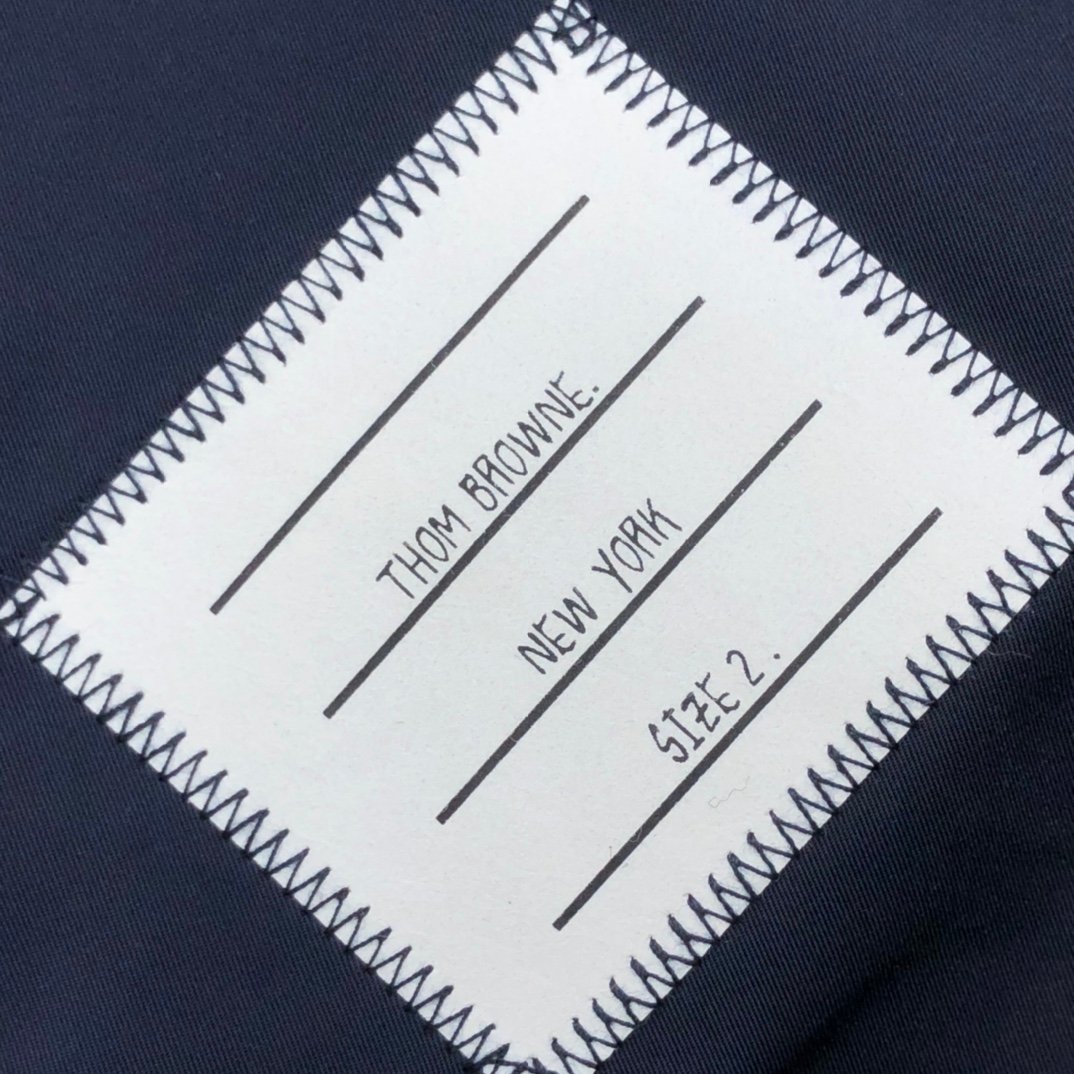 THOM BROWNE.
NEW YORK
SIZE 2 .